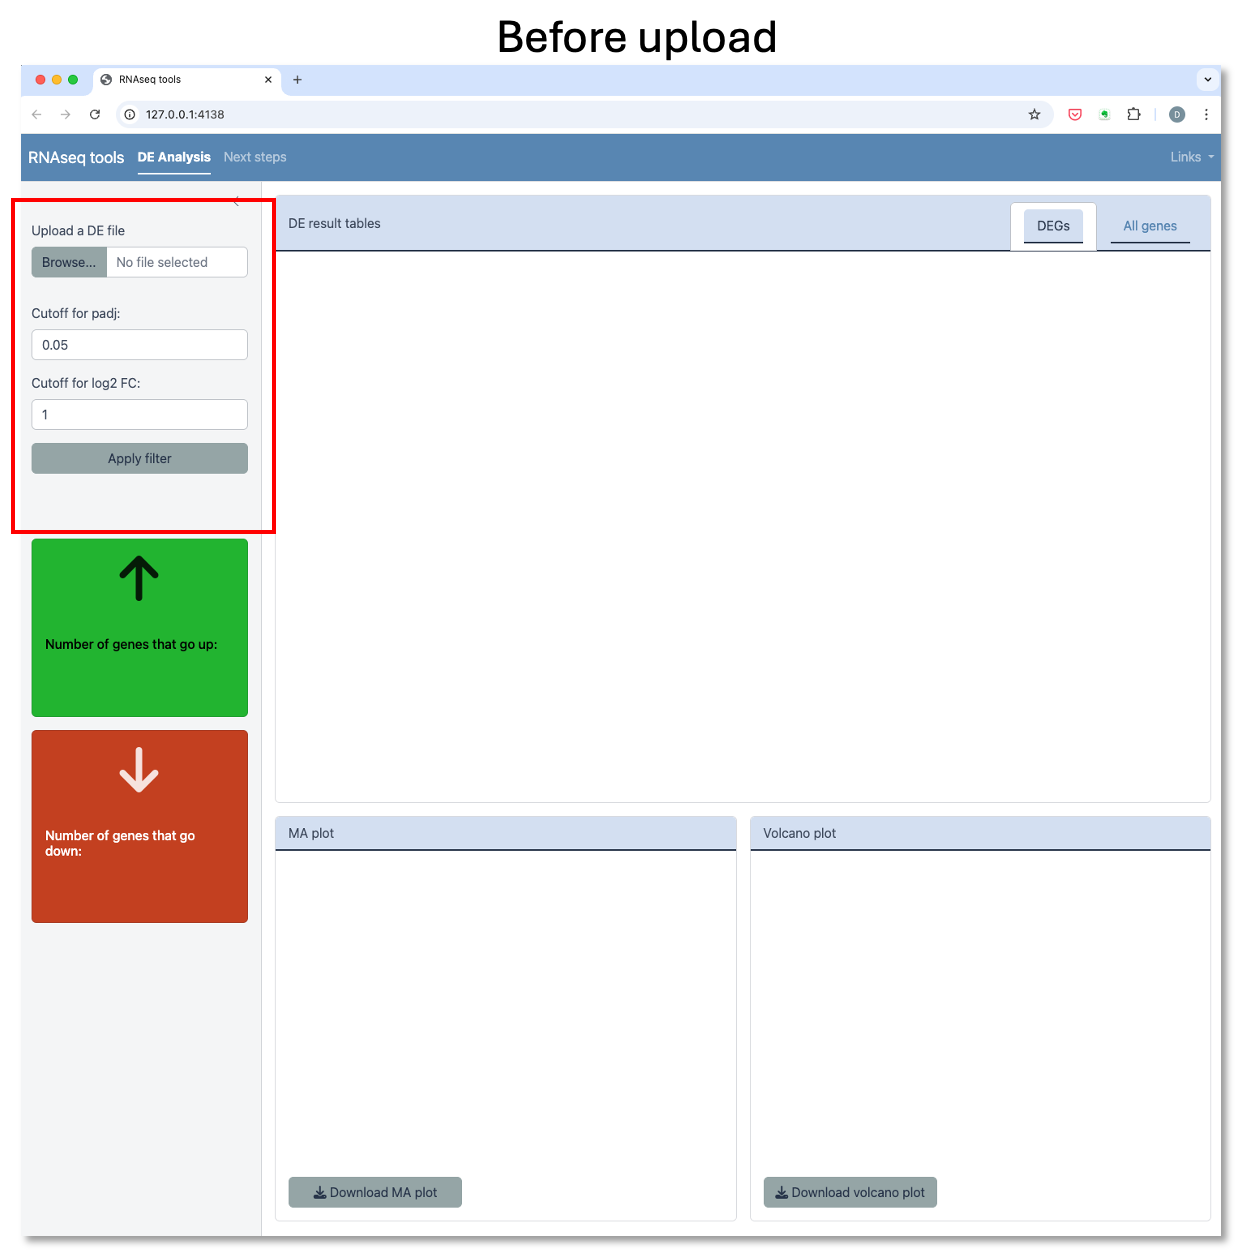 Before upload
RNAseq tools
127.0.0.1:4138
D
RNAseq tools DE Analysis Next steps Links
Upload a DE file
Browse... No file selected
Cutoff for padj:
0.05
Cutoff for log2 FC:
1
Apply filter
Number of genes that go up:
Number of genes that go
down:
DE result tables DEGs All genes
MA plot
Download MA plot
Volcano plot
Download volcano plot